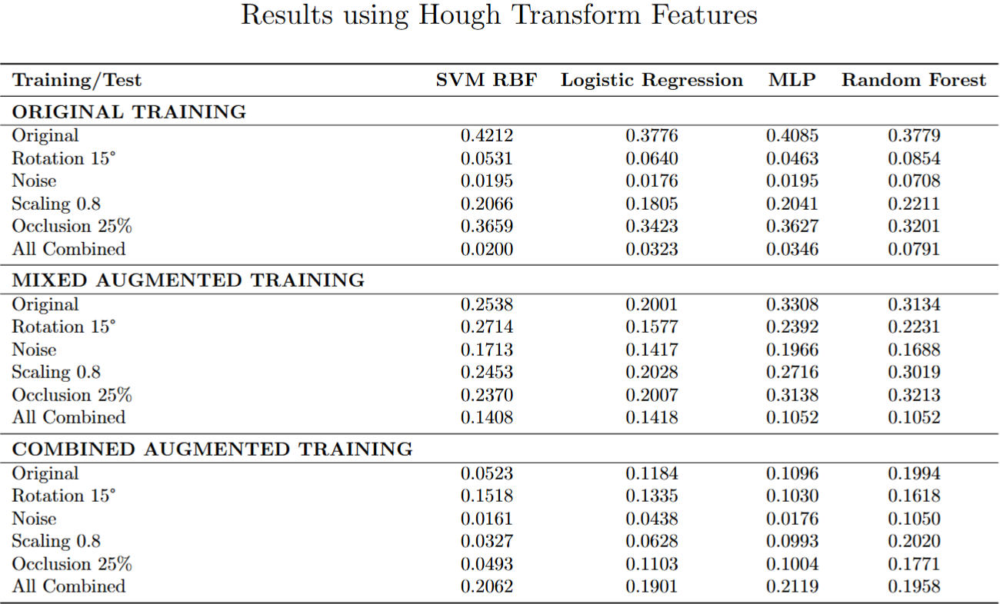 Results using Hough Transform Features
Training/Test SVM RBF Logistic Regression MLP Random Forest
ORIGINAL TRAINING
Original 0.4212 0.3776 0.4085 0.3779
Rotation 15° 0.0531 0.0640 0.0463 0.0854
Noise 0.0195 0.0176 0.0195 0.0708
Scaling 0.8 0.2066 0.1805 0.2041 0.2211
Occlusion 25% 0.3659 0.3423 0.3627 0.3201
All Combined 0.0200 0.0323 0.0346 0.0791
MIXED AUGMENTED TRAINING
Original 0.2538 0.2001 0.3308 0.3134
Rotation 15° 0.2714 0.1577 0.2392 0.2231
Noise 0.1713 0.1417 0.1966 0.1688
Scaling 0.8 0.2453 0.2028 0.2716 0.3019
Occlusion 25% 0.2370 0.2007 0.3138 0.3213
All Combined 0.1408 0.1418 0.1052 0.1052
COMBINED AUGMENTED TRAINING
Original 0.0523 0.1184 0.1096 0.1994
Rotation 15° 0.1518 0.1335 0.1030 0.1618
Noise 0.0161 0.0438 0.0176 0.1050
Scaling 0.8 0.0327 0.0628 0.0993 0.2020
Occlusion 25% 0.0493 0.1103 0.1004 0.1771
All Combined 0.2062 0.1901 0.2119 0.1958